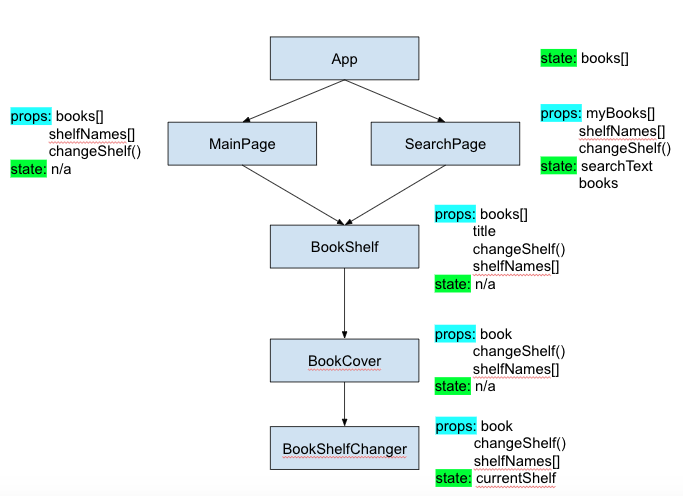 App
state: books[]
props: books[]
shelfNames[]
changeShelf()
state: n/a
MainPage
SearchPage
props: myBooks[]
shelfNames[]
changeShelf()
state: searchText
books
BookShelf
props: books[]
title
changeShelf()
shelfNames[]
state: n/a
BookCover
props: book
changeShelf()
shelfNames[]
state: n/a
BookShelfChanger
props: book
changeShelf()
shelfNames[]
state: currentShelf